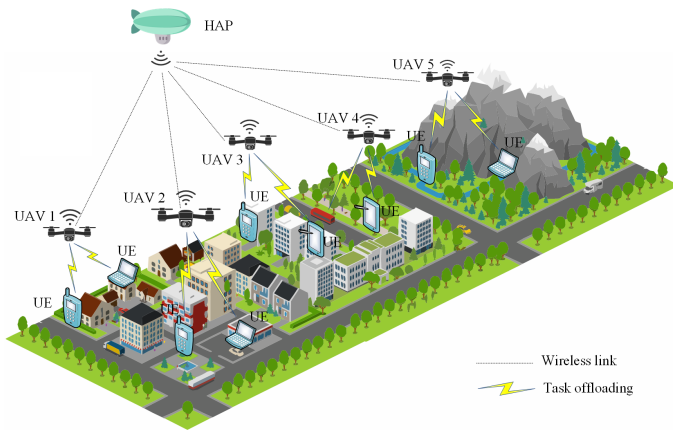 HAP
UAV 5
UAV 4
UAV 3
UAV 2
UAV 1
UE
UE
UE
UE
UE
UE
UE
UE
UE
Wireless link
Task offloading